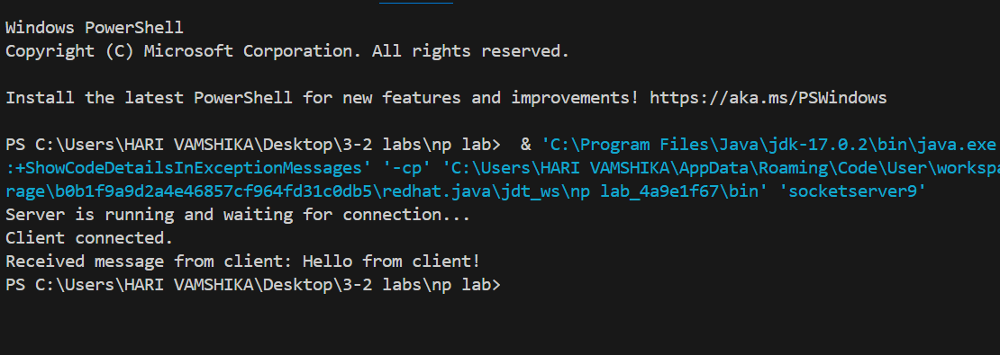 Windows PowerShell
Copyright (C) Microsoft Corporation. All rights reserved.
Install the latest PowerShell for new features and improvements! https://aka.ms/PSWindows
PS C:\Users\HARI VAMSHIKA\Desktop\3-2 labs\np lab>  & 'C:\Program Files\Java\jdk-17.0.2\bin\java.exe
:+ShowCodeDetailsInExceptionMessages' '-cp' 'C:\Users\HARI VAMSHIKA\AppData\Roaming\Code\User\workspa
rage\b0b1f9a9d2a4e46857cf964fd31c0db5\redhat.java\jdt_ws\np lab_4a9e1f67\bin' 'socketserver9'
Server is running and waiting for connection...
Client connected.
Received message from client: Hello from client!
PS C:\Users\HARI VAMSHIKA\Desktop\3-2 labs\np lab>